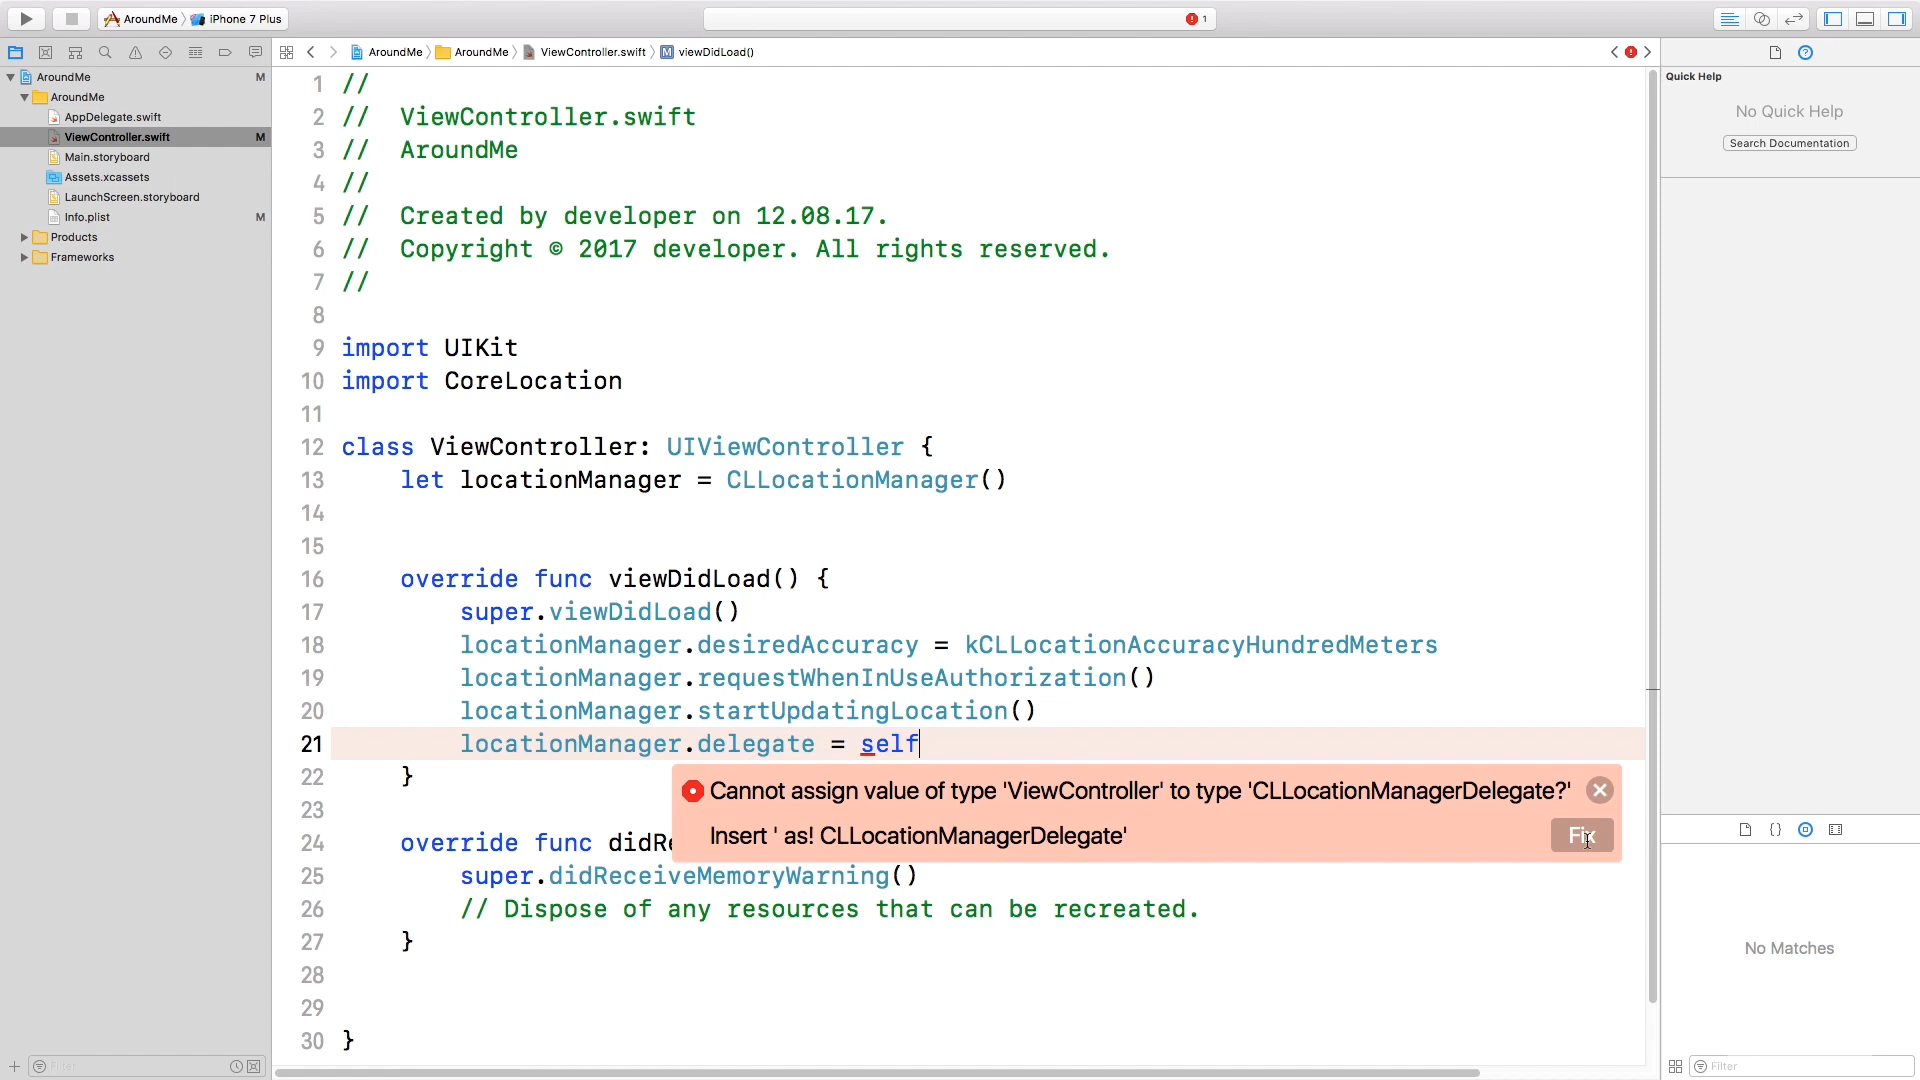 AroundMe
iPhone 7 Plus
1
AroundMe
AroundMe
ViewController.swift
M
viewDidLoad()
Quick Help
No Quick Help
Search Documentation
AroundMe M
AroundMe
AppDelegate.swift
ViewController.swift M
Main.storyboard
Assets.xcassets
LaunchScreen.storyboard
Info.plist M
Products
Frameworks
Filter
1 //
2 // ViewController.swift
3 // AroundMe
4 //
5 // Created by developer on 12.08.17.
6 // Copyright © 2017 developer. All rights reserved.
7 //
8
9 import UIKit
10 import CoreLocation
11
12 class ViewController: UIViewController {
13 let locationManager = CLLocationManager()
14
15
16 override func viewDidLoad() {
17 super.viewDidLoad()
18 locationManager.desiredAccuracy = kCLLocationAccuracyHundredMeters
19 locationManager.requestWhenInUseAuthorization()
20 locationManager.startUpdatingLocation()
21 locationManager.delegate = self
22 }
Cannot assign value of type 'ViewController' to type 'CLLocationManagerDelegate?'
Insert ' as! CLLocationManagerDelegate'
Fix
23
24 override func didRe
25 super.didReceiveMemoryWarning()
26 // Dispose of any resources that can be recreated.
27 }
28
29
30 }
{}
No Matches
Filter